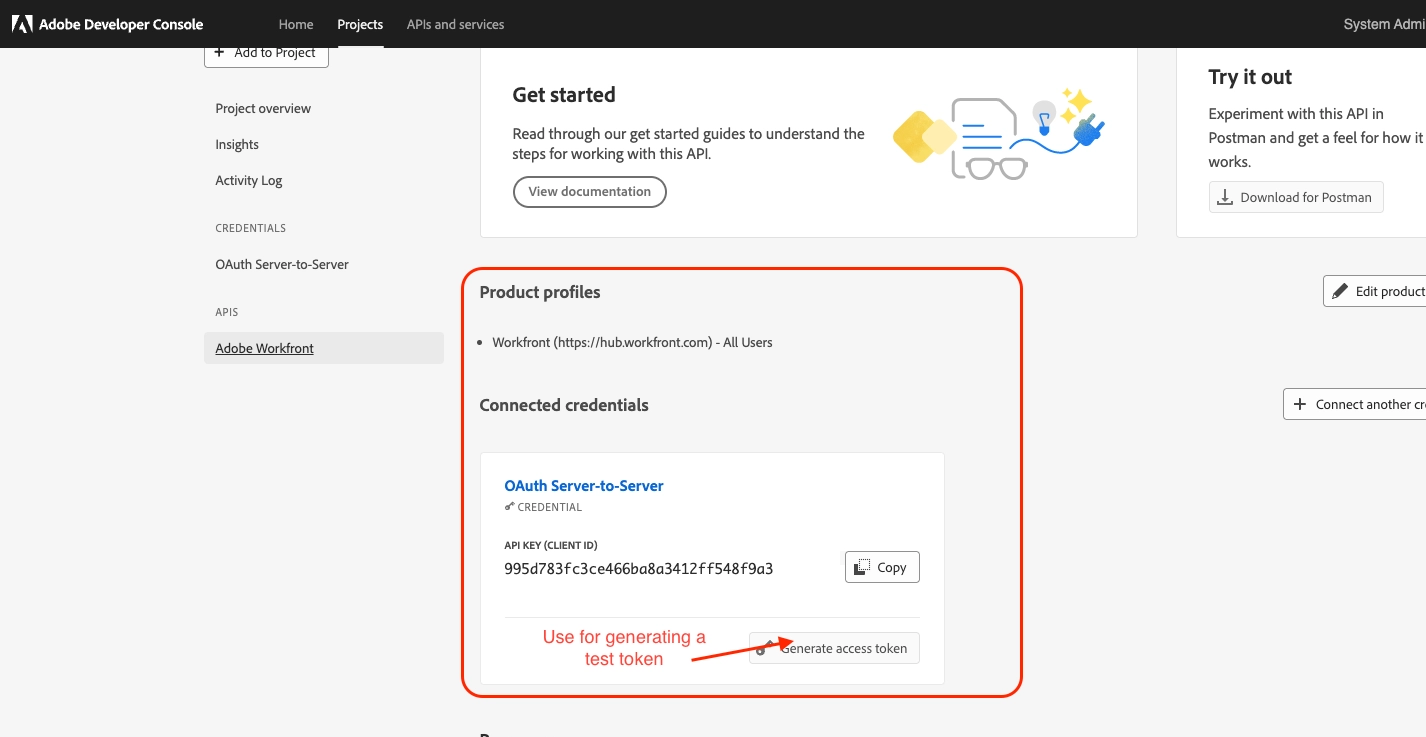 Adobe Developer Console
Home
Projects
APIs and services
System Admi
+ Add to Project
Project overview
Insights
Activity Log
CREDENTIALS
OAuth Server-to-Server
APIS
Adobe Workfront
Get started
Read through our get started guides to understand the
steps for working with this API.
View documentation
Try it out
Experiment with this API in
Postman and get a feel for how it
works.
Download for Postman
Product profiles
Edit product
• Workfront (https://hub.workfront.com) - All Users
Connected credentials
+ Connect another cr
OAuth Server-to-Server
CREDENTIAL
API KEY (CLIENT ID)
995d783fc3ce466ba8a3412ff548f9a3
Copy
Use for generating a
test token
Generate access token